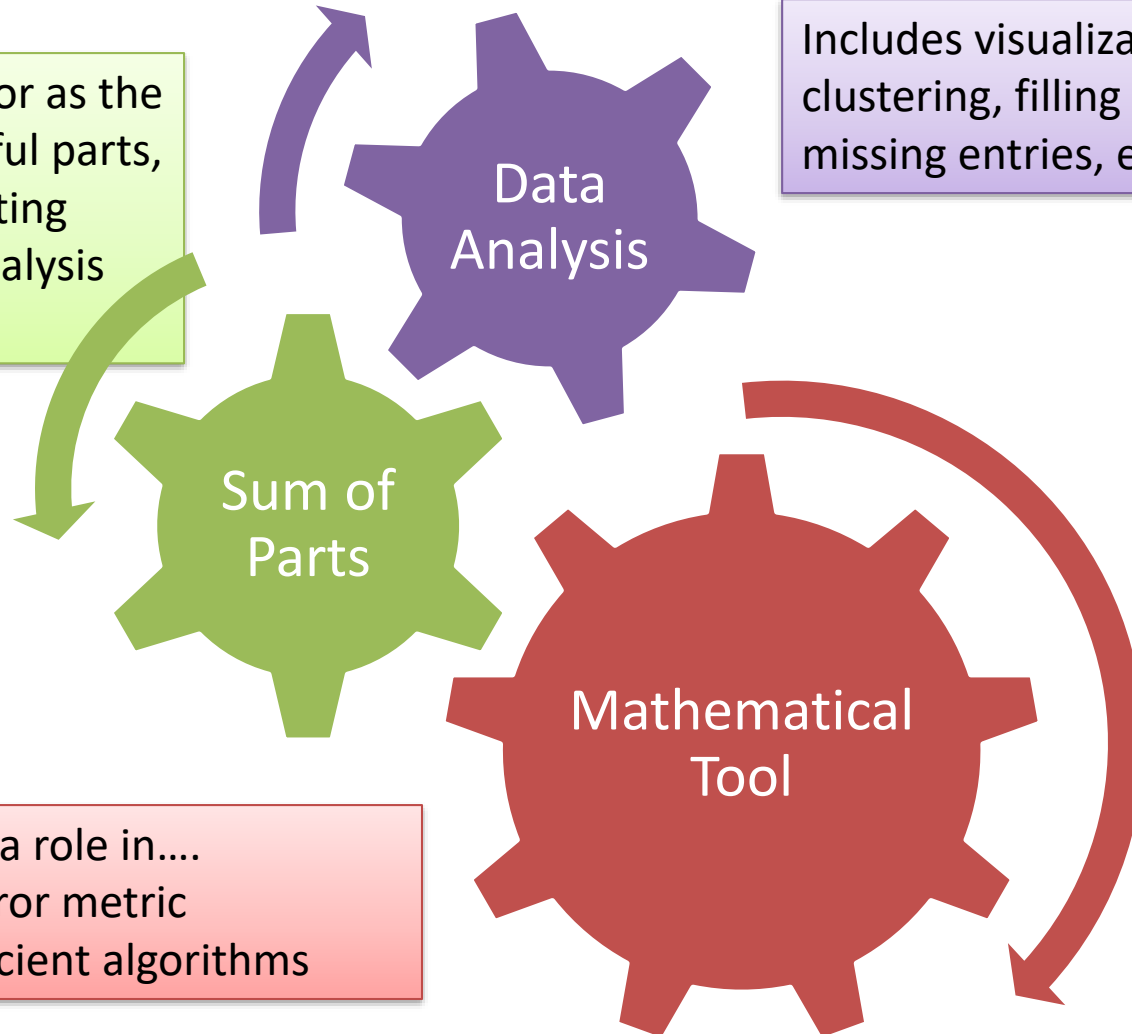 or as the
ful parts,
ting
alysis
Data
Analysis
Includes visualiza
clustering, filling
missing entries, e
Sum of
Parts
Mathematical
Tool
a role in….
ror metric
cient algorithms